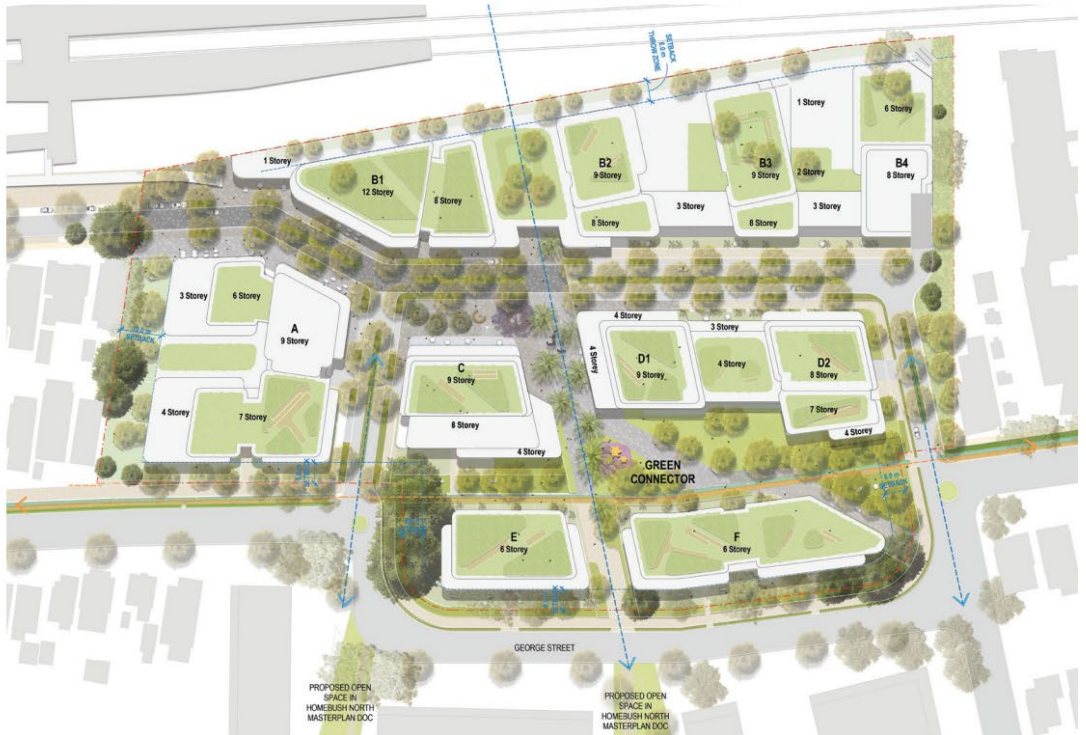 SETBACK
6.0 m
THROW ZONE
1 Storey
6 Storey
1 Storey
B1
12 Storey
8 Storey
B2
9 Storey
8 Storey
3 Storey
B3
9 Storey
2 Storey
8 Storey
3 Storey
B4
8 Storey
3 Storey
6 Storey
A
9 Storey
SETBACK
4 Storey
7 Storey
C
9 Storey
8 Storey
4 Storey
4 Storey
3 Storey
4 Storey
D1
9 Storey
4 Storey
D2
8 Storey
7 Storey
4 Storey
GREEN
CONNECTOR
SETBACK
E
6 Storey
F
6 Storey
GEORGE STREET
PROPOSED OPEN
SPACE IN
HOMEBUSH NORTH
MASTERPLAN DOC
PROPOSED OPEN
SPACE IN
HOMEBUSH NORTH
MASTERPLAN DOC